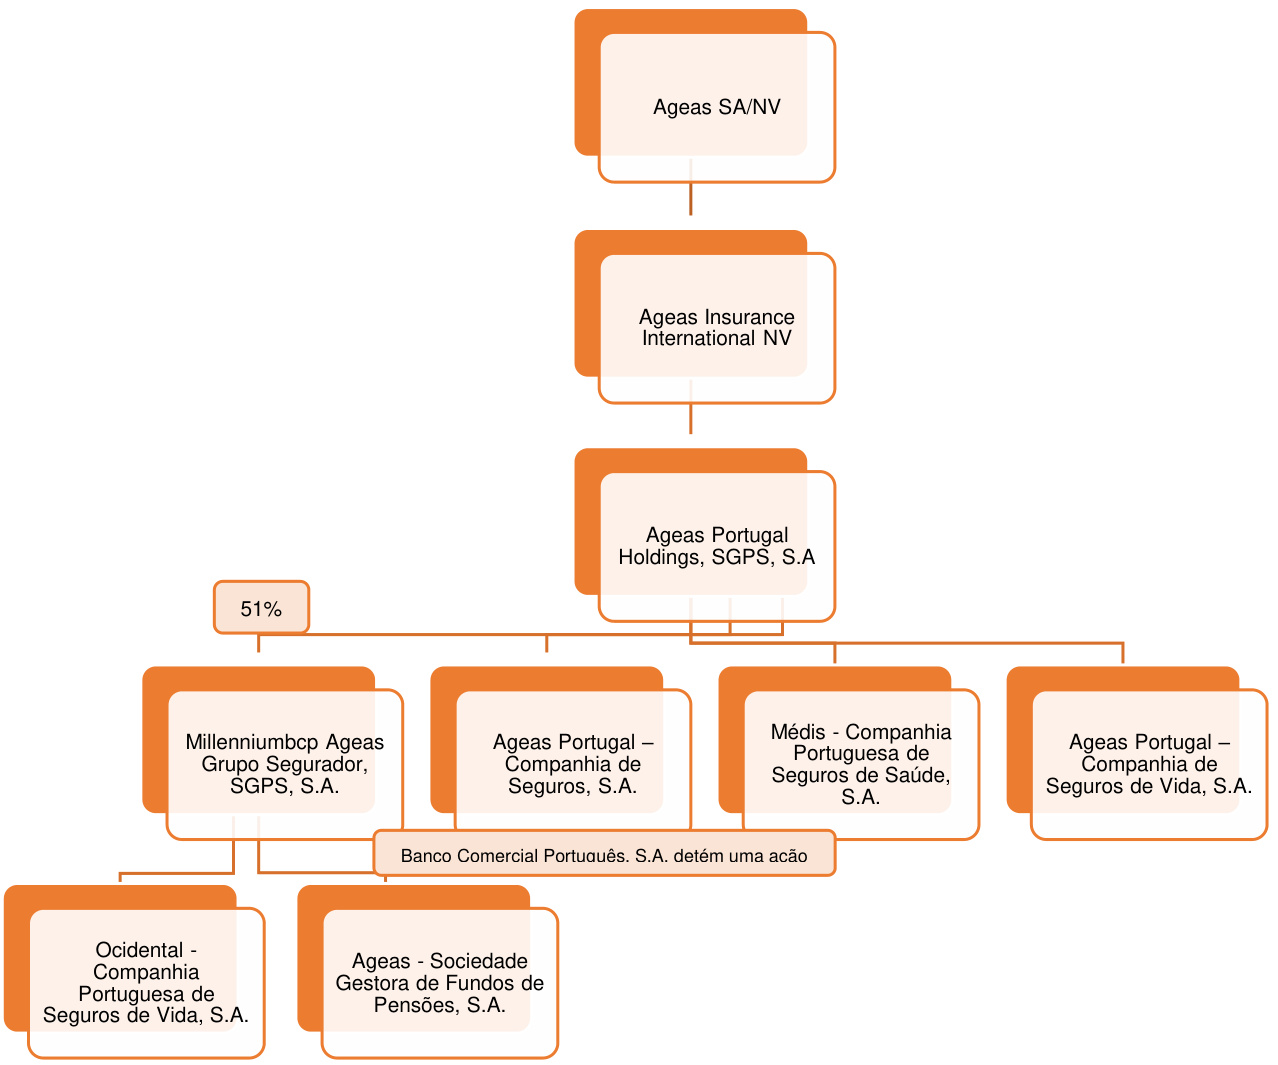 Ageas SA/NV
Ageas Insurance
International NV
Ageas Portugal
Holdings, SGPS, S.A
51%
Millenniumbcp Ageas
Grupo Segurador,
SGPS, S.A.
Ageas Portugal –
Companhia de
Seguros, S.A.
Médis - Companhia
Portuguesa de
Seguros de Saúde,
S.A.
Ageas Portugal –
Companhia de
Seguros de Vida, S.A.
Banco Comercial Português, S.A. detém uma ação
Ocidental -
Companhia
Portuguesa de
Seguros de Vida, S.A.
Ageas - Sociedade
Gestora de Fundos de
Pensões, S.A.